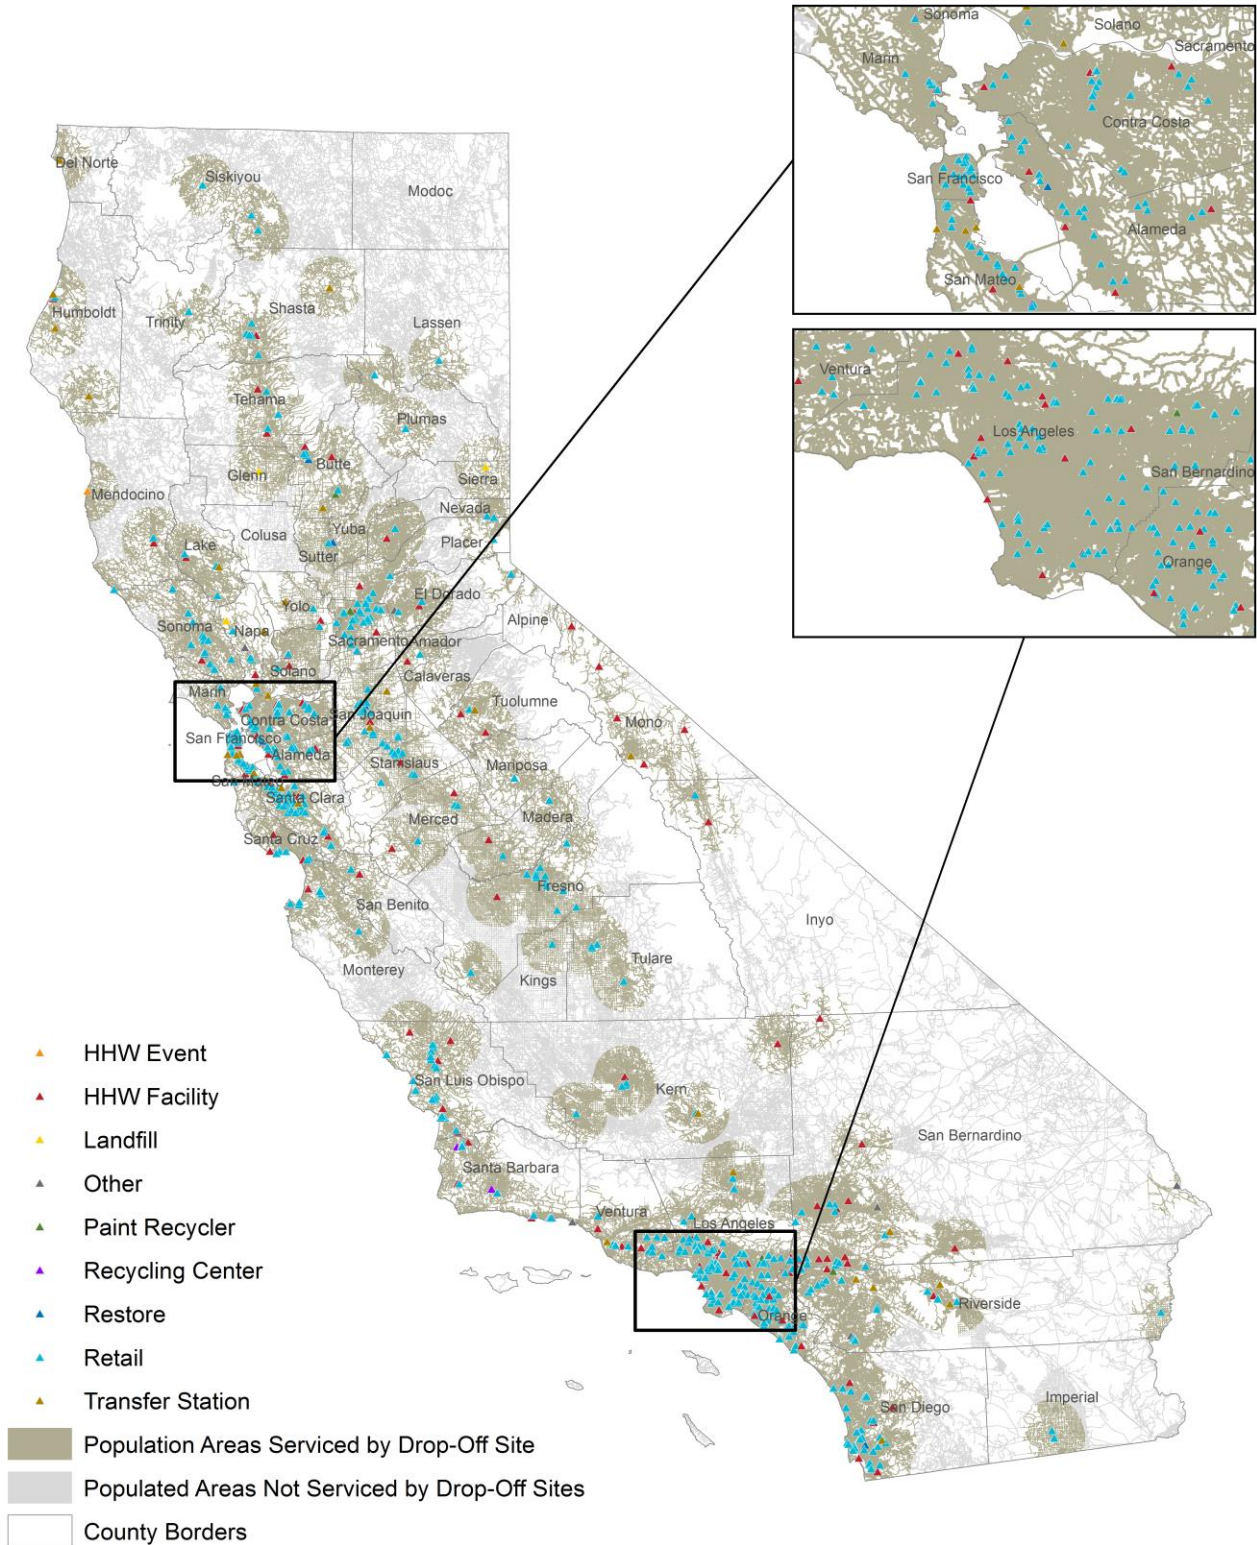 Sonoma
Solano
Sacramento
Marin
Contra Costa
San Francisco
Alameda
San Mateo
Ventura
Los Angeles
San Bernardino
Orange
Del Norte
Siskiyou
Modoc
Humboldt
Trinity
Shasta
Lassen
Tehama
Plumas
Glenn
Butte
Sierra
Mendocino
Nevada
Colusa
Yuba
Placer
Lake
Sutter
Yolo
El Dorado
Sonoma
Napa
Sacramento
Amador
Alpine
Solano
Calaveras
Marin
Tuolumne
Contra Costa
San Joaquin
Mono
San Francisco
Alameda
Stanislaus
Mariposa
San Mateo
Santa Clara
Merced
Madera
Santa Cruz
Fresno
San Benito
Inyo
Monterey
Kings
Tulare
San Luis Obispo
Kern
San Bernardino
Santa Barbara
Ventura
Los Angeles
Orange
Riverside
San Diego
Imperial
HHW Event
HHW Facility
Landfill
Other
Paint Recycler
Recycling Center
Restore
Retail
Transfer Station
Population Areas Serviced by Drop-Off Site
Populated Areas Not Serviced by Drop-Off Sites
County Borders